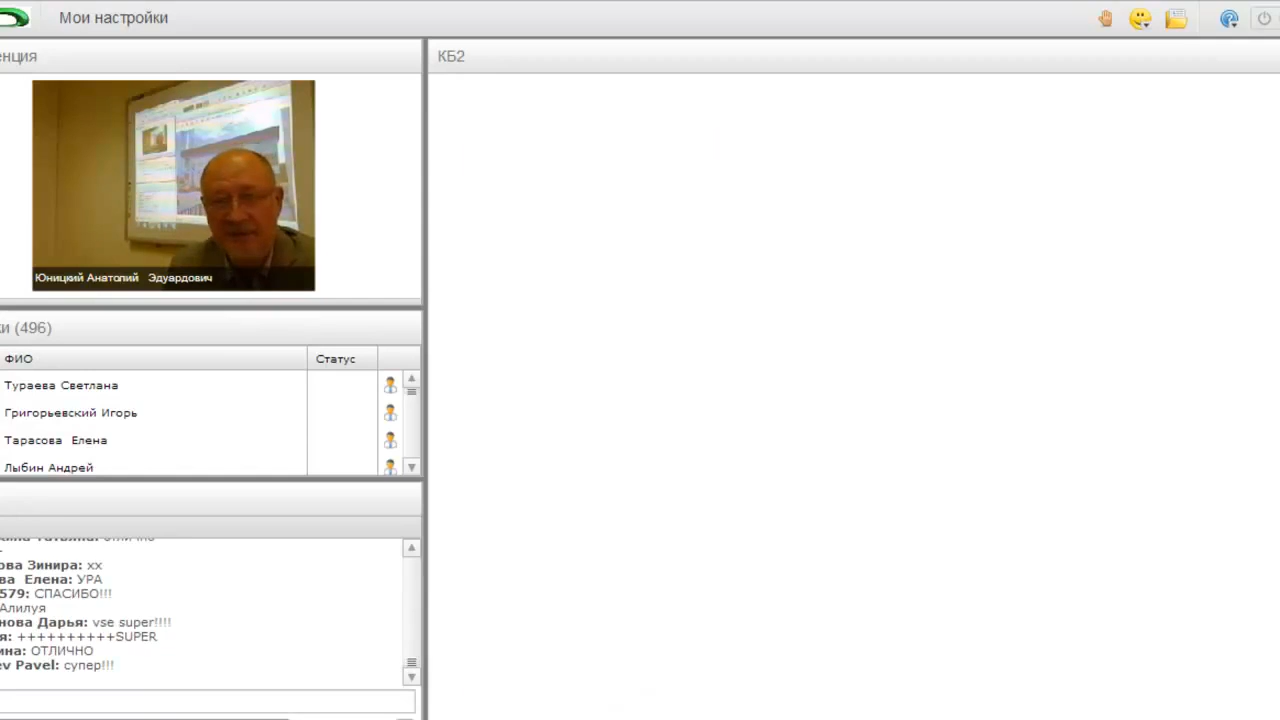 Мои настройки
енция
КБ2
Юницкий Анатолий Эдуардович
ки (496)
ФИО
Статус
Тураева Светлана
Григорьевский Игорь
Тарасова Елена
Лыбин Андрей
ова Зинира: xx
ва Елена: УРА
579: СПАСИБО!!!
Алилуя
нова Дарья: vse super!!!!
я: ++++++++++SUPER
ина: ОТЛИЧНО
ev Pavel: супер!!!